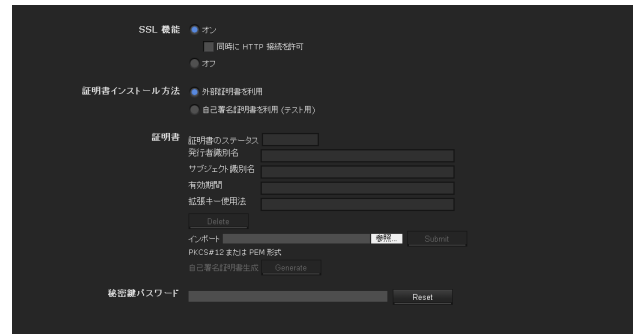 SSL 機能 オン
同時に HTTP 接続を許可
オフ
証明書インストール方法 外部証明書を利用
自己署名証明書を利用 (テスト用)
証明書 証明書のステータス
発行者識別名
サブジェクト識別名
有効期間
拡張キー使用法
Delete
インポート 参照... Submit
PKCS#12 または PEM 形式
自己署名証明書生成 Generate
秘密鍵パスワード Reset